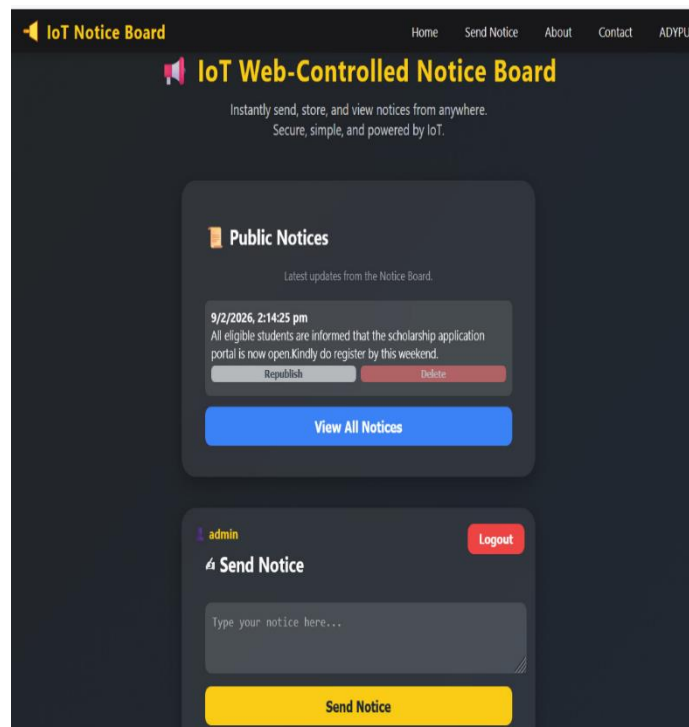 IoT Notice Board
Home Send Notice About Contact ADYPU
IoT Web-Controlled Notice Board
Instantly send, store, and view notices from anywhere.
Secure, simple, and powered by IoT.
Public Notices
Latest updates from the Notice Board.
9/2/2026, 2:14:25 pm
All eligible students are informed that the scholarship application
portal is now open.Kindly do register by this weekend.
Republish Delete
View All Notices
admin
Logout
Send Notice
Type your notice here...
Send Notice